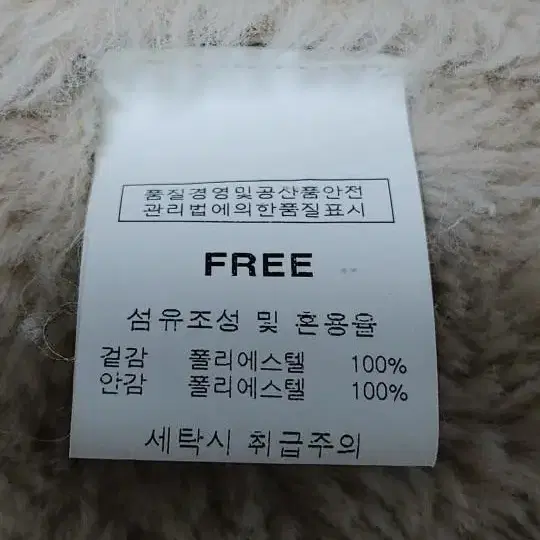 품질경영및공산품안전
관리법에의한품질표시
FREE
섬유조성 및 혼용율
겉감 폴리에스텔 100%
안감 폴리에스텔 100%
세탁시 취급주의